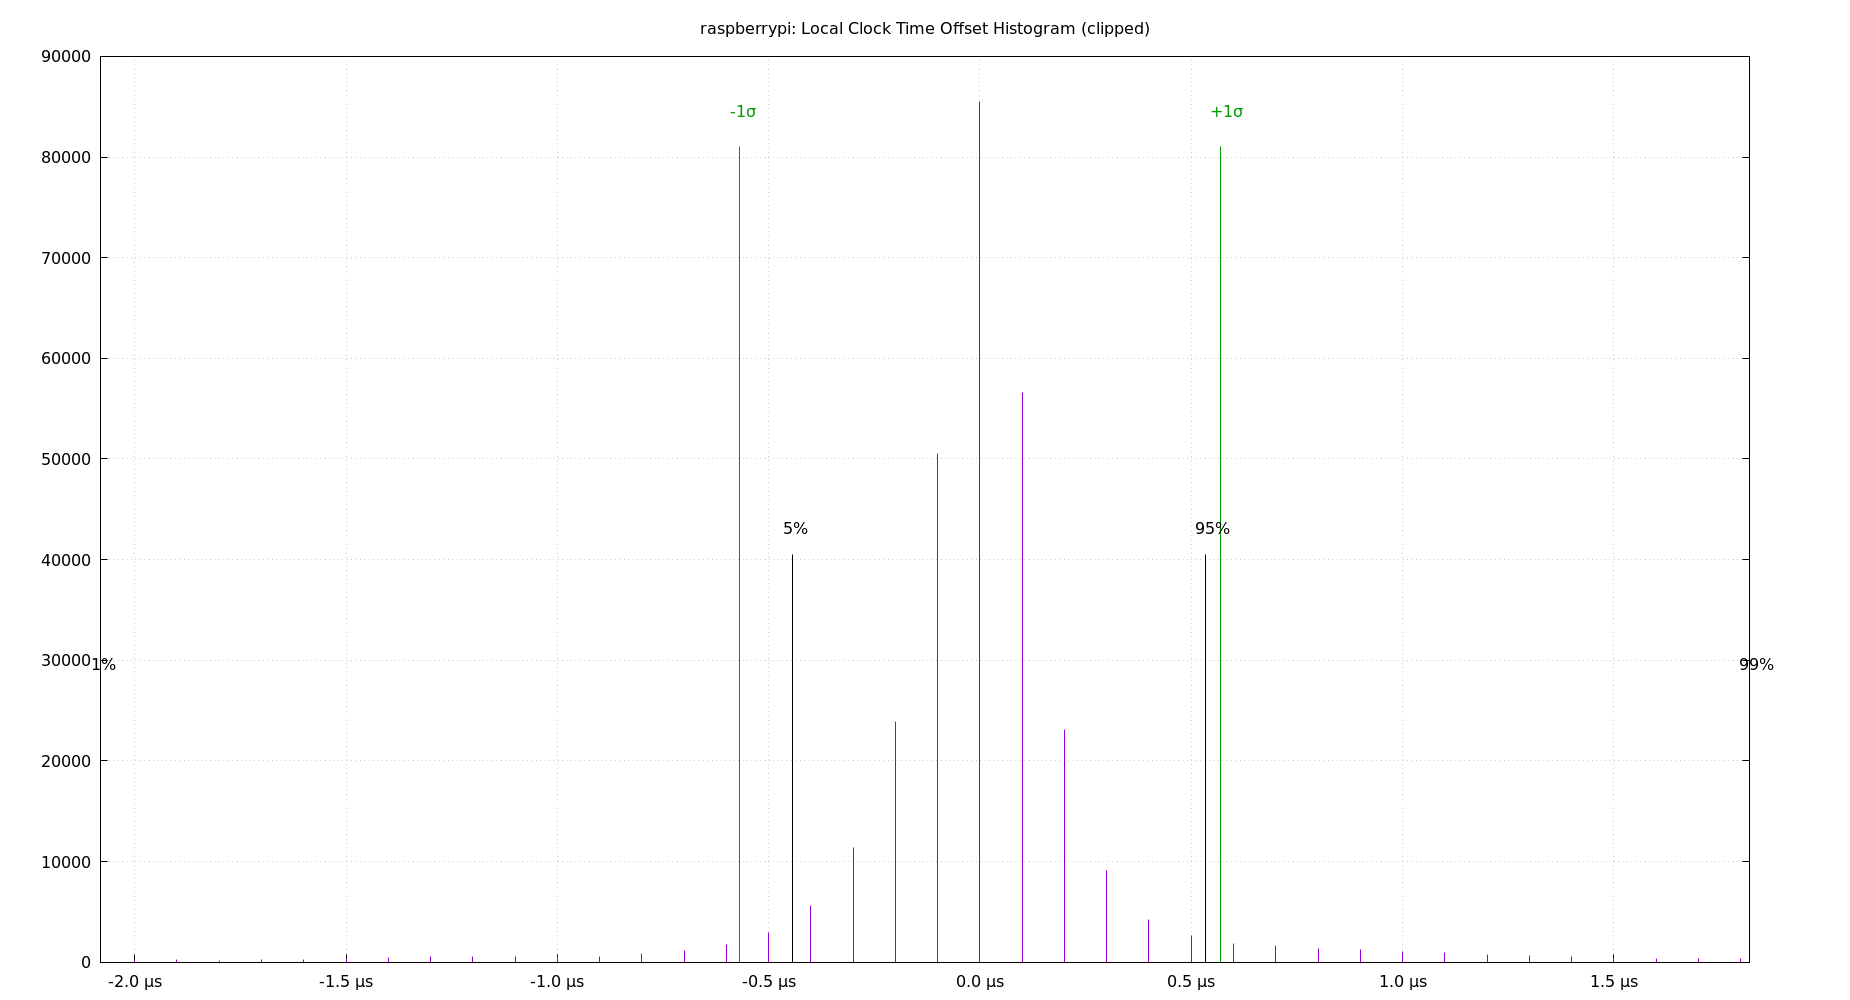 raspberrypi: Local Clock Time Offset Histogram (clipped)
90000
-1σ
+1σ
80000
70000
60000
50000
5%
95%
40000
30000
1%
99%
20000
10000
0
-2.0 µs
-1.5 µs
-1.0 µs
-0.5 µs
0.0 µs
0.5 µs
1.0 µs
1.5 µs